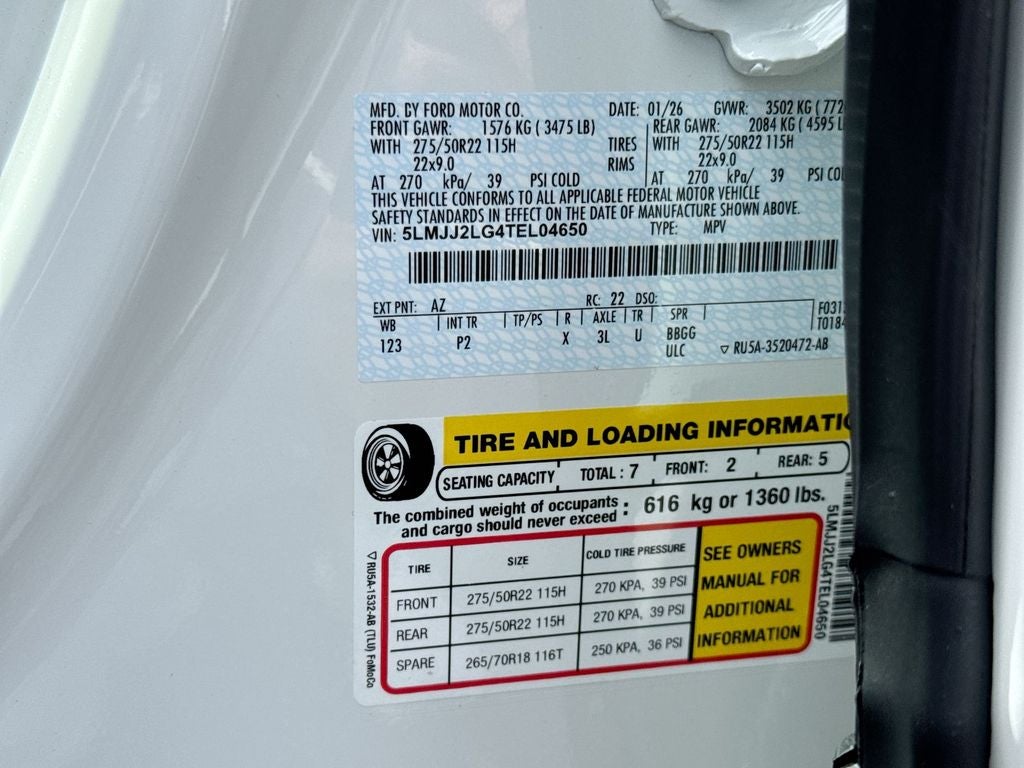 MFD. BY FORD MOTOR CO. DATE: 01/26 GVWR: 3502 KG ( 772
FRONT GAWR: 1576 KG ( 3475 LB) REAR GAWR: 2084 KG ( 4595 L
WITH 275/50R22 115H TIRES WITH 275/50R22 115H
22x9.0 RIMS 22x9.0
AT 270 kPa/ 39 PSI COLD AT 270 kPa/ 39 PSI COL
THIS VEHICLE CONFORMS TO ALL APPLICABLE FEDERAL MOTOR VEHICLE
SAFETY STANDARDS IN EFFECT ON THE DATE OF MANUFACTURE SHOWN ABOVE.
VIN: 5LMJJ2LG4TEL04650 TYPE: MPV
EXT PNT: AZ RC: 22 DSO:
WB INT TR TP/PS R AXLE TR SPR
123 P2 X 3L U BBGG
ULC
F031
T0184
▽ RU5A-3520472-AB
TIRE AND LOADING INFORMATIO
SEATING CAPACITY TOTAL : 7 FRONT: 2 REAR: 5
The combined weight of occupants
and cargo should never exceed : 616 kg or 1360 lbs.
TIRE SIZE COLD TIRE PRESSURE
FRONT 275/50R22 115H 270 KPA, 39 PSI
REAR 275/50R22 115H 270 KPA, 39 PSI
SPARE 265/70R18 116T 250 KPA, 36 PSI
SEE OWNERS
MANUAL FOR
ADDITIONAL
INFORMATION
▽ RU5A-1532-AB (TLU) FoMoCo
5LMJJ2LG4TEL04650